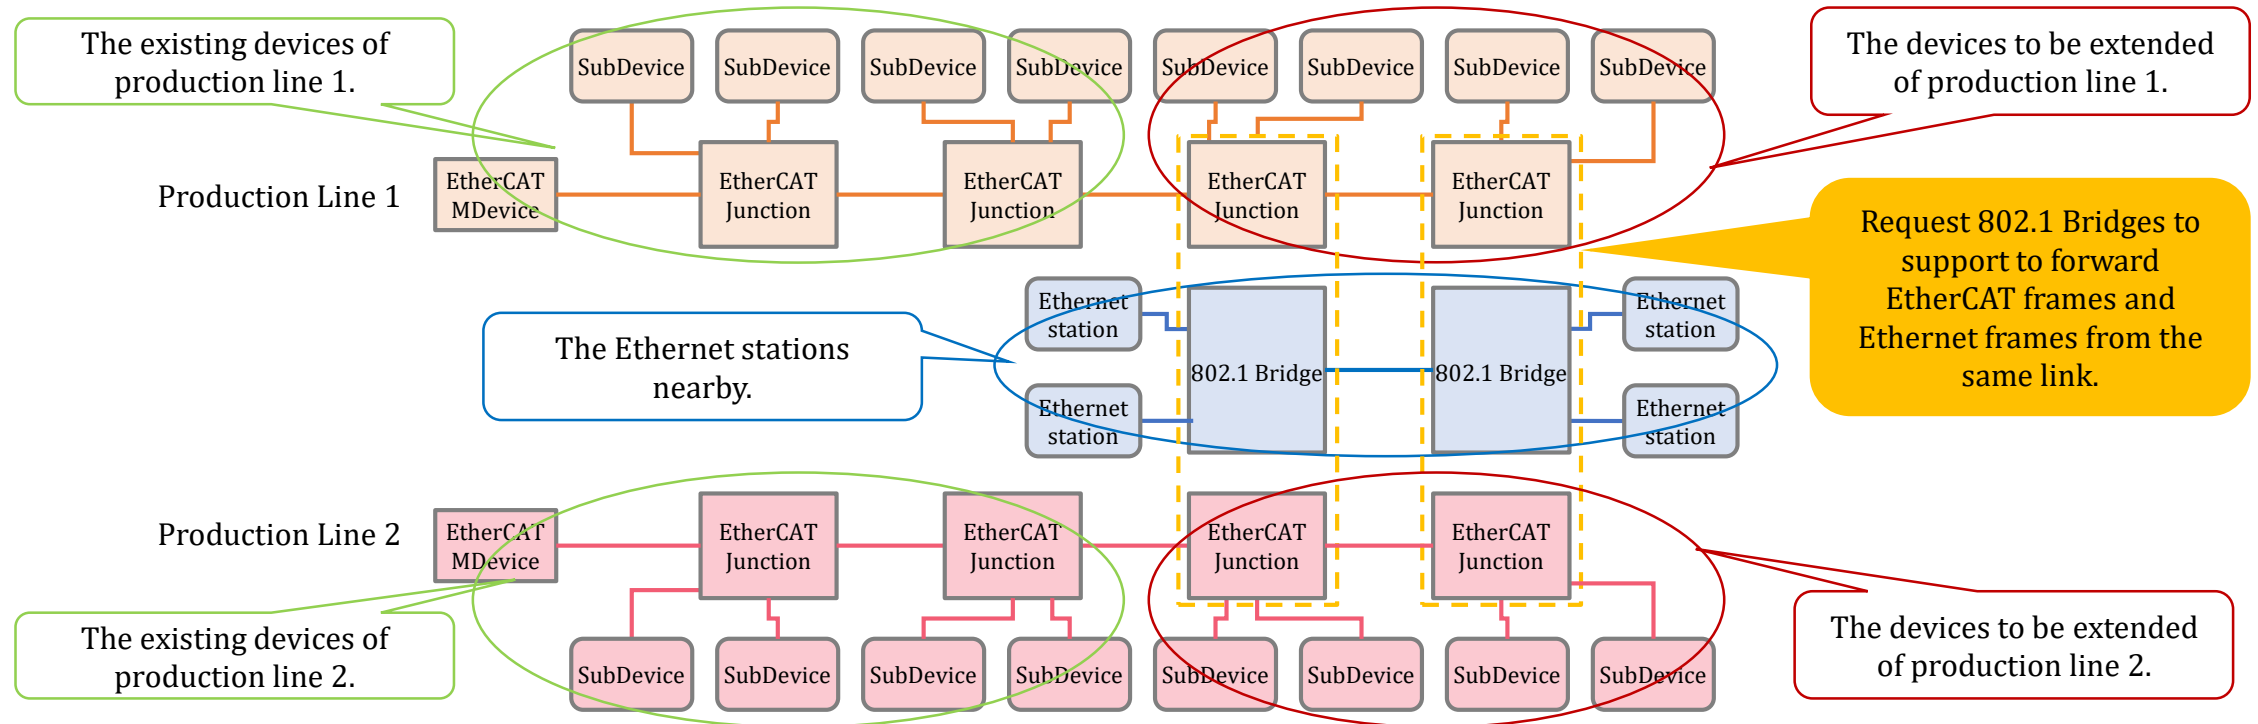 The existing devices of
production line 1.
SubDevice
SubDevice
SubDevice
SubDevice
SubDevice
SubDevice
SubDevice
SubDevice
The devices to be extended
of production line 1.
Production Line 1
EtherCAT
MDevice
EtherCAT
Junction
EtherCAT
Junction
EtherCAT
Junction
EtherCAT
Junction
Request 802.1 Bridges to
support to forward
EtherCAT frames and
Ethernet frames from the
same link.
The Ethernet stations
nearby.
Ethernet
station
Ethernet
station
802.1 Bridge
802.1 Bridge
Ethernet
station
Ethernet
station
Production Line 2
EtherCAT
MDevice
EtherCAT
Junction
EtherCAT
Junction
EtherCAT
Junction
EtherCAT
Junction
The existing devices of
production line 2.
SubDevice
SubDevice
SubDevice
SubDevice
SubDevice
SubDevice
SubDevice
SubDevice
The devices to be extended
of production line 2.